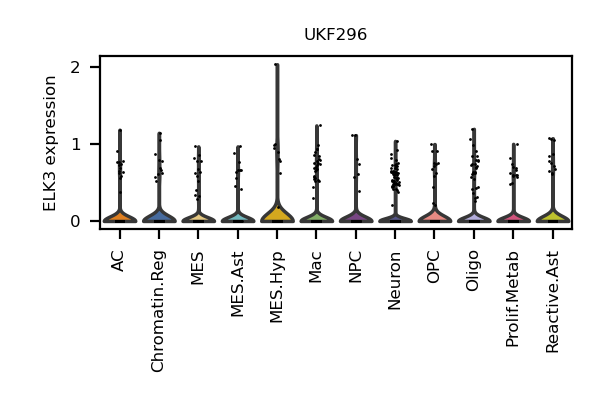 UKF296
ELK3 expression
2
1
0
AC
Chromatin.Reg
MES
MES.Ast
MES.Hyp
Mac
NPC
Neuron
OPC
Oligo
Prolif.Metab
Reactive.Ast